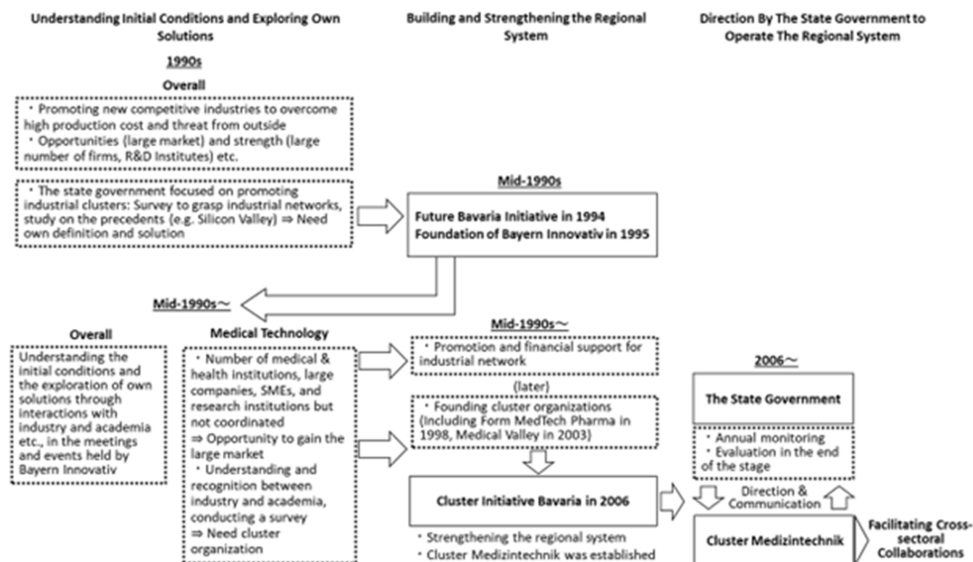 Understanding Initial Conditions and Exploring Own
Solutions
1990s
Overall
・Promoting new competitive industries to overcome
high production cost and threat from outside
・Opportunities (large market) and strength (large
number of firms, R&D Institutes) etc.
・The state government focused on promoting
industrial clusters: Survey to grasp industrial networks,
study on the precedents (e.g. Silicon Valley) ⇒ Need
own definition and solution
Building and Strengthening the Regional
System
Mid-1990s
Future Bavaria Initiative in 1994
Foundation of Bayern Innovativ in 1995
Direction By The State Government to
Operate The Regional System
Mid-1990s～
Overall
Understanding the
initial conditions and
the exploration of own
solutions through
interactions with
industry and academia
etc., in the meetings
and events held by
Bayern Innovativ
Medical Technology
・Number of medical &
health institutions, large
companies, SMEs, and
research institutions but
not coordinated
⇒ Opportunity to gain the
large market
・Understanding and
recognition between
industry and academia,
conducting a survey
⇒ Need cluster
organization
Mid-1990s～
・Promotion and financial support for
industrial network
(later)
・Founding cluster organizations
(Including Form MedTech Pharma in
1998, Medical Valley in 2003)
Cluster Initiative Bavaria in 2006
・Strengthening the regional system
・Cluster Medizintechnik was established
2006～
The State Government
・Annual monitoring
・Evaluation in the end
of the stage
Direction &
Communication
Cluster Medizintechnik
Facilitating Cross-
sectoral
Collaborations